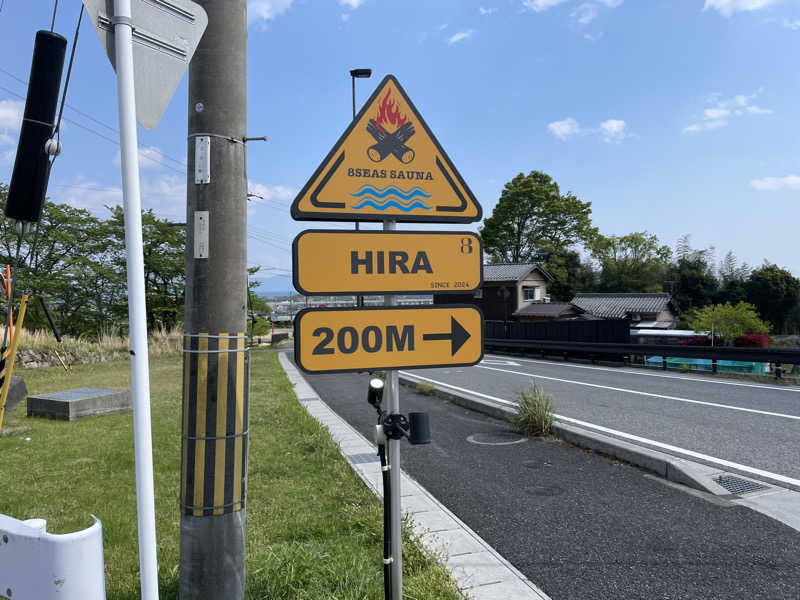 8SEAS SAUNA
8
HIRA
SINCE 2024
200M →